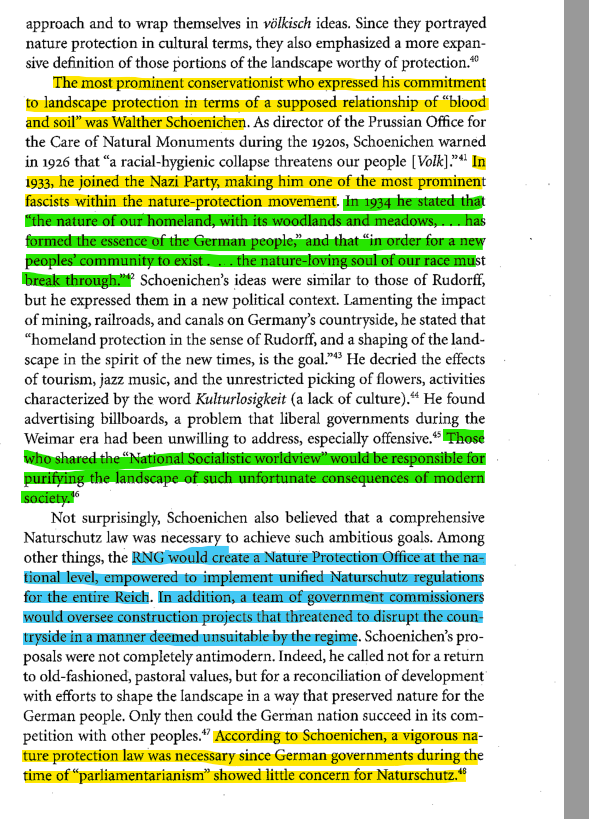 approach and to wrap themselves in völkisch ideas. Since they portrayed
nature protection in cultural terms, they also emphasized a more expan-
sive definition of those portions of the landscape worthy of protection.⁴⁰
The most prominent conservationist who expressed his commitment
to landscape protection in terms of a supposed relationship of “blood
and soil” was Walther Schoenichen. As director of the Prussian Office for
the Care of Natural Monuments during the 1920s, Schoenichen warned
in 1926 that “a racial-hygienic collapse threatens our people [Volk].”⁴¹ In
1933, he joined the Nazi Party, making him one of the most prominent
fascists within the nature-protection movement. In 1934 he stated that
“the nature of our homeland, with its woodlands and meadows, . . . has
formed the essence of the German people,” and that “in order for a new
peoples’ community to exist . . . . the nature-loving soul of our race must
break through.”⁴² Schoenichen’s ideas were similar to those of Rudorff,
but he expressed them in a new political context. Lamenting the impact
of mining, railroads, and canals on Germany’s countryside, he stated that
“homeland protection in the sense of Rudorff, and a shaping of the land-
scape in the spirit of the new times, is the goal.”⁴³ He decried the effects
of tourism, jazz music, and the unrestricted picking of flowers, activities
characterized by the word Kulturlosigkeit (a lack of culture).⁴⁴ He found
advertising billboards, a problem that liberal governments during the
Weimar era had been unwilling to address, especially offensive.⁴⁵ Those
who shared the “National Socialistic worldview” would be responsible for
purifying the landscape of such unfortunate consequences of modern
society.⁴⁶
Not surprisingly, Schoenichen also believed that a comprehensive
Naturschutz law was necessary to achieve such ambitious goals. Among
other things, the RNG would create a Nature Protection Office at the na-
tional level, empowered to implement unified Naturschutz regulations
for the entire Reich. In addition, a team of government commissioners
would oversee construction projects that threatened to disrupt the coun-
tryside in a manner deemed unsuitable by the regime. Schoenichen’s pro-
posals were not completely antimodern. Indeed, he called not for a return
to old-fashioned, pastoral values, but for a reconciliation of development
with efforts to shape the landscape in a way that preserved nature for the
German people. Only then could the German nation succeed in its com-
petition with other peoples.⁴⁷ According to Schoenichen, a vigorous na-
ture protection law was necessary since German governments during the
time of “parliamentarianism” showed little concern for Naturschutz.⁴⁸